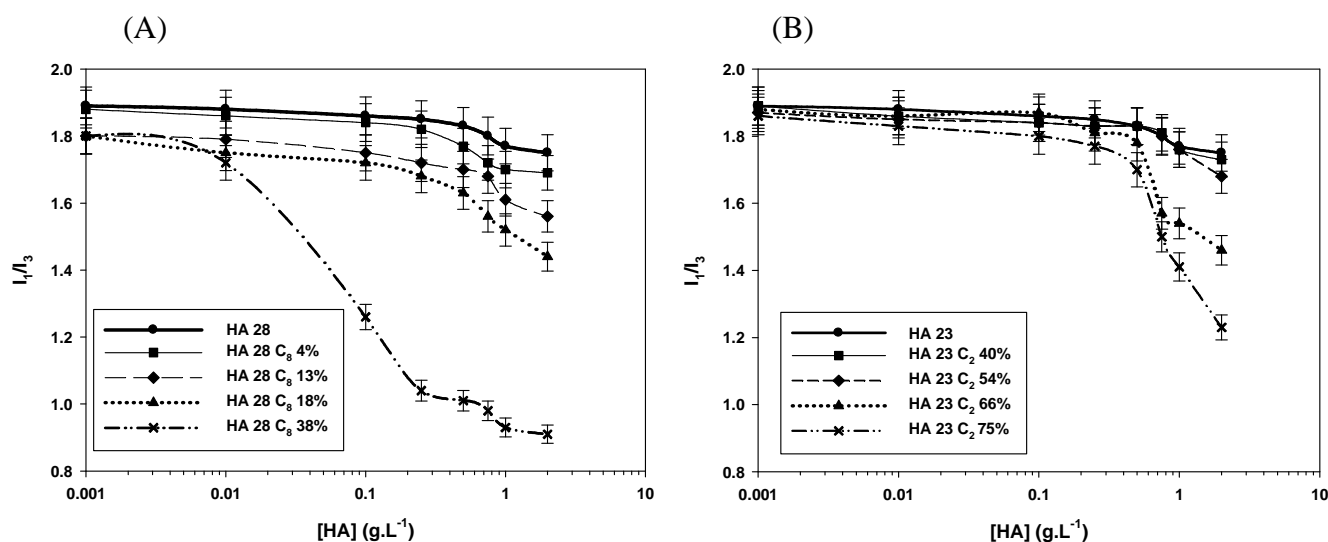 (A)
2.0
1.8
1.6
1.4
1.2
1.0
0.8
I₁/I₃
HA 28
HA 28 C₈ 4%
HA 28 C₈ 13%
HA 28 C₈ 18%
HA 28 C₈ 38%
0.001 0.01 0.1 1 10
[HA] (g.L⁻¹)
(B)
2.0
1.8
1.6
1.4
1.2
1.0
0.8
I₁/I₃
HA 23
HA 23 C₂ 40%
HA 23 C₂ 54%
HA 23 C₂ 66%
HA 23 C₂ 75%
0.001 0.01 0.1 1 10
[HA] (g.L⁻¹)